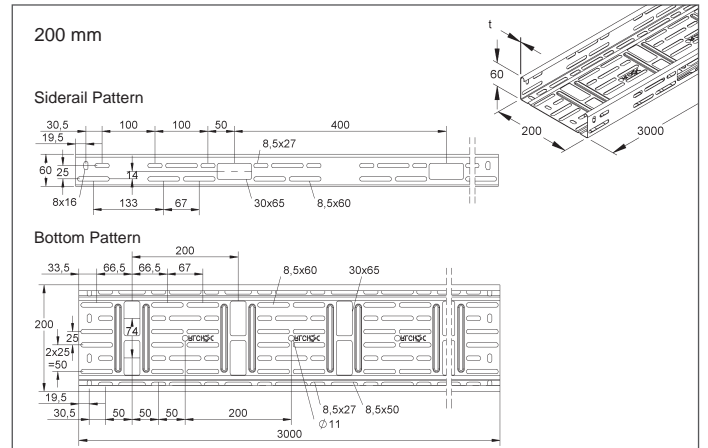 200 mm
t
60
200
3000
Siderail Pattern
30,5 100 100 50 400
19,5
8,5x27
60 25 14
8x16 30x65 8,5x60
133 67
Bottom Pattern
200
33,5 66,5 66,5 67 8,5x60 30x65
200 25 74
2x25
=50
19,5
30,5 50 50 50 200 8,5x27 8,5x50
∅11
3000